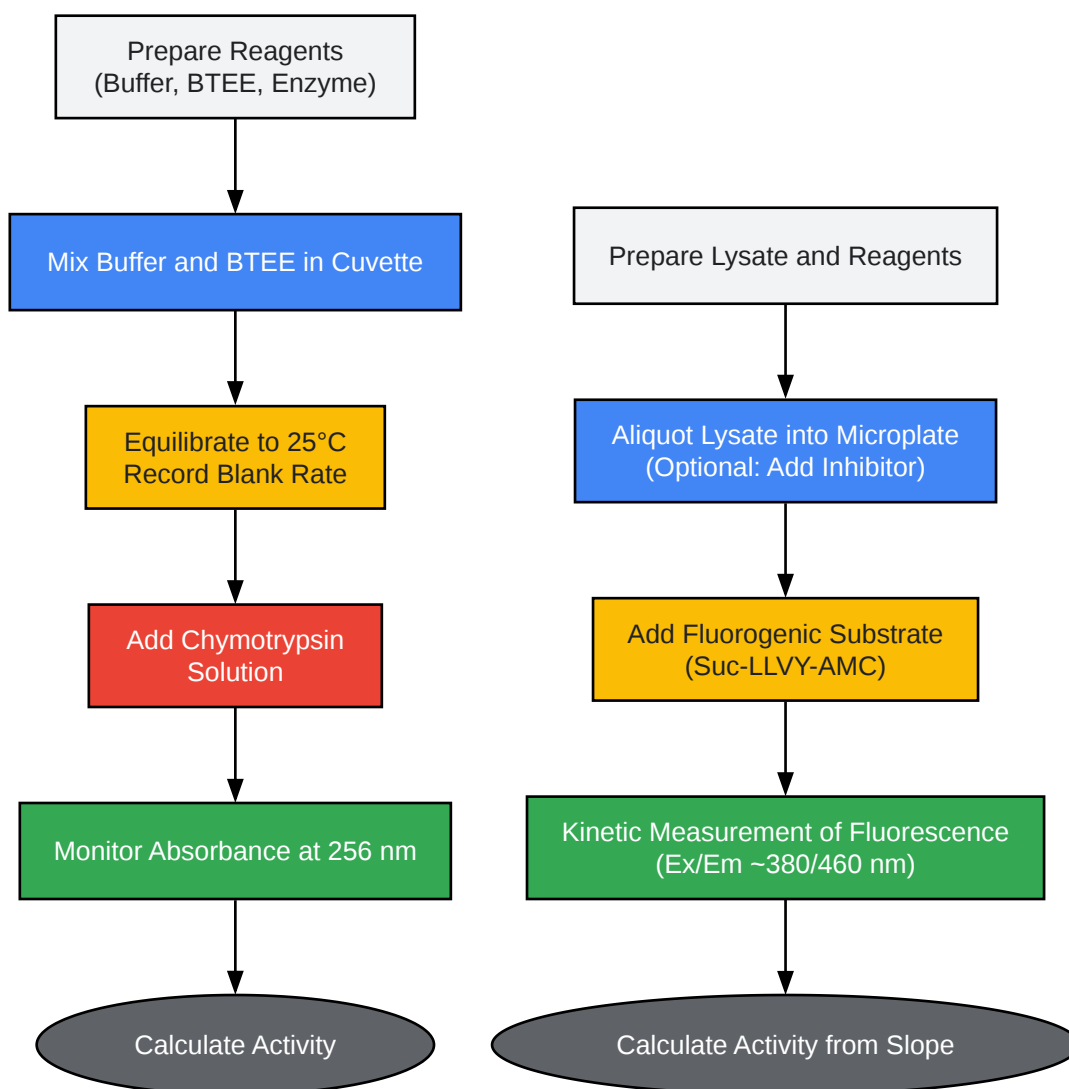 Prepare Reagents
(Buffer, BTEE, Enzyme)
Mix Buffer and BTEE in Cuvette
Equilibrate to 25°C
Record Blank Rate
Add Chymotrypsin
Solution
Monitor Absorbance at 256 nm
Calculate Activity
Prepare Lysate and Reagents
Aliquot Lysate into Microplate
(Optional: Add Inhibitor)
Add Fluorogenic Substrate
(Suc-LLVY-AMC)
Kinetic Measurement of Fluorescence
(Ex/Em ~380/460 nm)
Calculate Activity from Slope